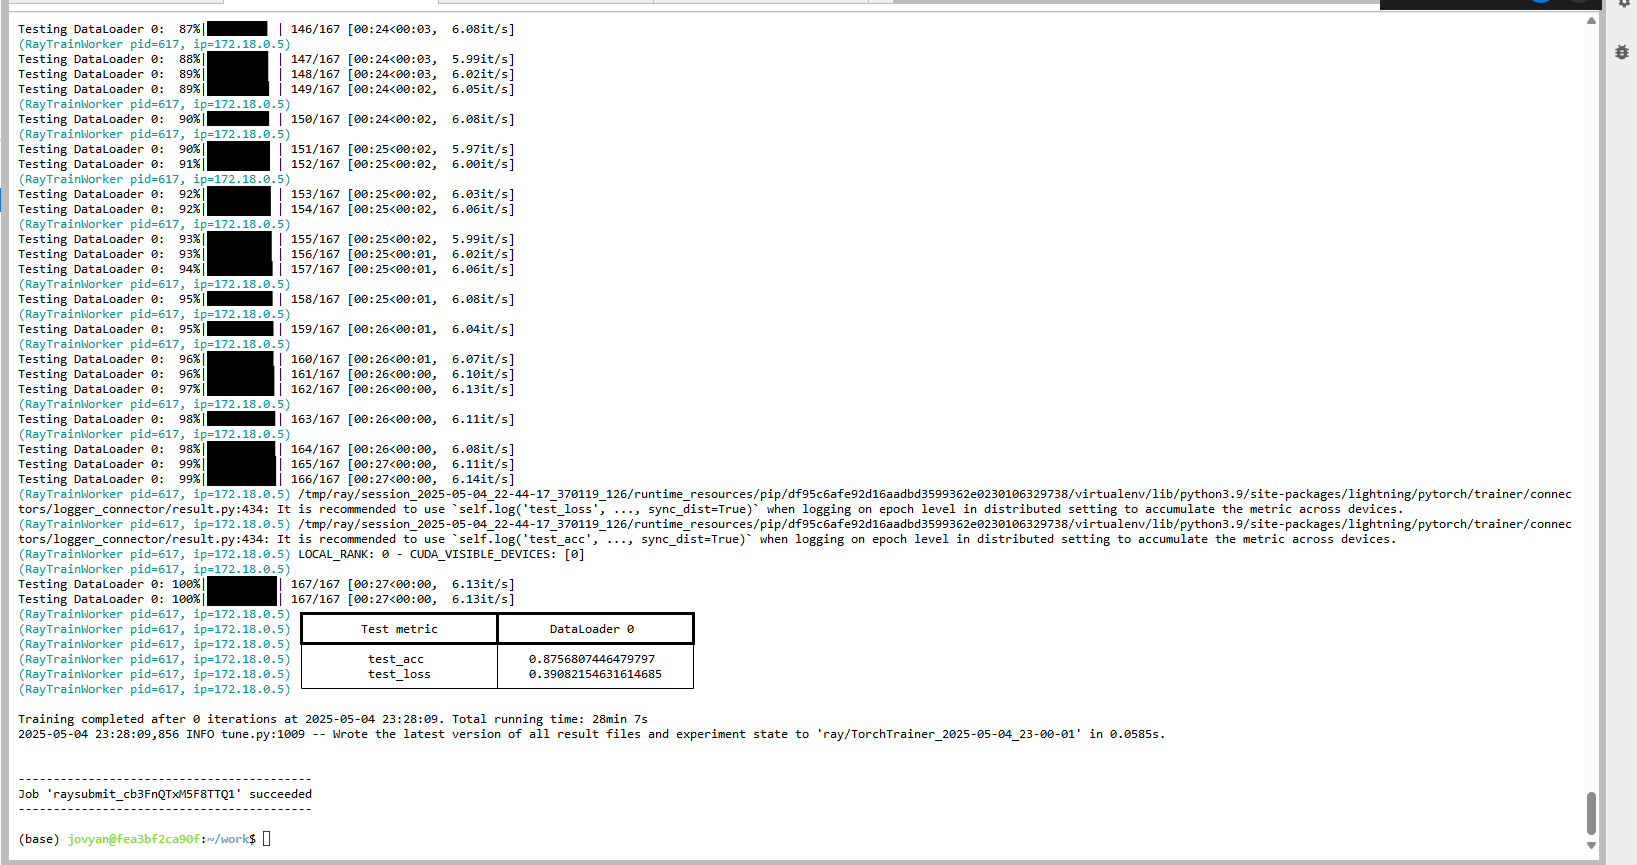 Testing DataLoader 0:  87%| | 146/167 [00:24<00:03,  6.08it/s]
(RayTrainWorker pid=617, ip=172.18.0.5)
Testing DataLoader 0:  88%| | 147/167 [00:24<00:03,  5.99it/s]
Testing DataLoader 0:  89%| | 148/167 [00:24<00:03,  6.02it/s]
Testing DataLoader 0:  89%| | 149/167 [00:24<00:02,  6.05it/s]
(RayTrainWorker pid=617, ip=172.18.0.5)
Testing DataLoader 0:  90%| | 150/167 [00:24<00:02,  6.08it/s]
(RayTrainWorker pid=617, ip=172.18.0.5)
Testing DataLoader 0:  90%| | 151/167 [00:25<00:02,  5.97it/s]
Testing DataLoader 0:  91%| | 152/167 [00:25<00:02,  6.00it/s]
(RayTrainWorker pid=617, ip=172.18.0.5)
Testing DataLoader 0:  92%| | 153/167 [00:25<00:02,  6.03it/s]
Testing DataLoader 0:  92%| | 154/167 [00:25<00:02,  6.06it/s]
(RayTrainWorker pid=617, ip=172.18.0.5)
Testing DataLoader 0:  93%| | 155/167 [00:25<00:02,  5.99it/s]
Testing DataLoader 0:  93%| | 156/167 [00:25<00:01,  6.02it/s]
Testing DataLoader 0:  94%| | 157/167 [00:25<00:01,  6.06it/s]
(RayTrainWorker pid=617, ip=172.18.0.5)
Testing DataLoader 0:  95%| | 158/167 [00:25<00:01,  6.08it/s]
(RayTrainWorker pid=617, ip=172.18.0.5)
Testing DataLoader 0:  95%| | 159/167 [00:26<00:01,  6.04it/s]
(RayTrainWorker pid=617, ip=172.18.0.5)
Testing DataLoader 0:  96%| | 160/167 [00:26<00:01,  6.07it/s]
Testing DataLoader 0:  96%| | 161/167 [00:26<00:00,  6.10it/s]
Testing DataLoader 0:  97%| | 162/167 [00:26<00:00,  6.13it/s]
(RayTrainWorker pid=617, ip=172.18.0.5)
Testing DataLoader 0:  98%| | 163/167 [00:26<00:00,  6.11it/s]
(RayTrainWorker pid=617, ip=172.18.0.5)
Testing DataLoader 0:  98%| | 164/167 [00:26<00:00,  6.08it/s]
Testing DataLoader 0:  99%| | 165/167 [00:27<00:00,  6.11it/s]
Testing DataLoader 0:  99%| | 166/167 [00:27<00:00,  6.14it/s]
(RayTrainWorker pid=617, ip=172.18.0.5) /tmp/ray/session_2025-05-04_22-44-17_370119_126/runtime_resources/pip/df95c6afe92d16aadbd3599362e0230106329738/virtualenv/lib/python3.9/site-packages/lightning/pytorch/trainer/connec
tors/logger_connector/result.py:434: It is recommended to use `self.log('test_loss', ..., sync_dist=True)` when logging on epoch level in distributed setting to accumulate the metric across devices.
(RayTrainWorker pid=617, ip=172.18.0.5) /tmp/ray/session_2025-05-04_22-44-17_370119_126/runtime_resources/pip/df95c6afe92d16aadbd3599362e0230106329738/virtualenv/lib/python3.9/site-packages/lightning/pytorch/trainer/connec
tors/logger_connector/result.py:434: It is recommended to use `self.log('test_acc', ..., sync_dist=True)` when logging on epoch level in distributed setting to accumulate the metric across devices.
(RayTrainWorker pid=617, ip=172.18.0.5) LOCAL_RANK: 0 - CUDA_VISIBLE_DEVICES: [0]
(RayTrainWorker pid=617, ip=172.18.0.5)
Testing DataLoader 0: 100%| | 167/167 [00:27<00:00,  6.13it/s]
Testing DataLoader 0: 100%| | 167/167 [00:27<00:00,  6.13it/s]
(RayTrainWorker pid=617, ip=172.18.0.5)
(RayTrainWorker pid=617, ip=172.18.0.5) Test metric DataLoader 0
(RayTrainWorker pid=617, ip=172.18.0.5)
(RayTrainWorker pid=617, ip=172.18.0.5) test_acc 0.8756807446479797
(RayTrainWorker pid=617, ip=172.18.0.5) test_loss 0.39082154631614685
(RayTrainWorker pid=617, ip=172.18.0.5)
Training completed after 0 iterations at 2025-05-04 23:28:09. Total running time: 28min 7s
2025-05-04 23:28:09,856 INFO tune.py:1009 -- Wrote the latest version of all result files and experiment state to 'ray/TorchTrainer_2025-05-04_23-00-01' in 0.0585s.
------------------------------------------
Job 'raysubmit_cb3FnQTxM5F8TTQ1' succeeded
------------------------------------------
(base) jovyan@fea3bf2ca90f:~/work$